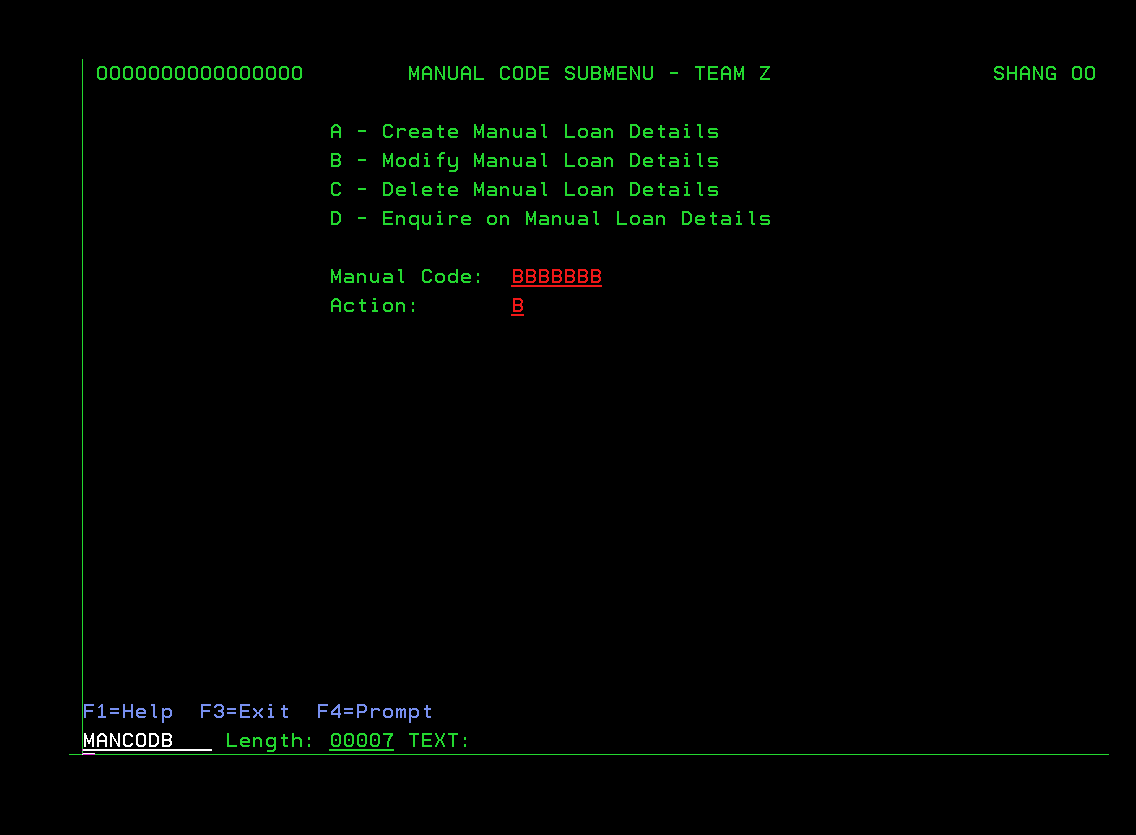 OOOOOOOOOOOOOOOO MANUAL CODE SUBMENU - TEAM Z SHANG OO
A - Create Manual Loan Details
B - Modify Manual Loan Details
C - Delete Manual Loan Details
D - Enquire on Manual Loan Details
Manual Code: BBBBBBB
Action: B
F1=Help F3=Exit F4=Prompt
MANCODB Length: 00007 TEXT: